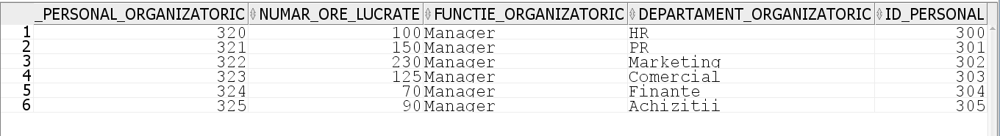 _PERSONAL_ORGANIZATORIC NUMAR_ORE_LUCRATE FUNCTIE_ORGANIZATORIC DEPARTAMENT_ORGANIZATORIC ID_PERSONAL
1 320 100 Manager HR 300
2 321 150 Manager PR 301
3 322 230 Manager Marketing 302
4 323 125 Manager Comercial 303
5 324 70 Manager Finante 304
6 325 90 Manager Achizitii 305